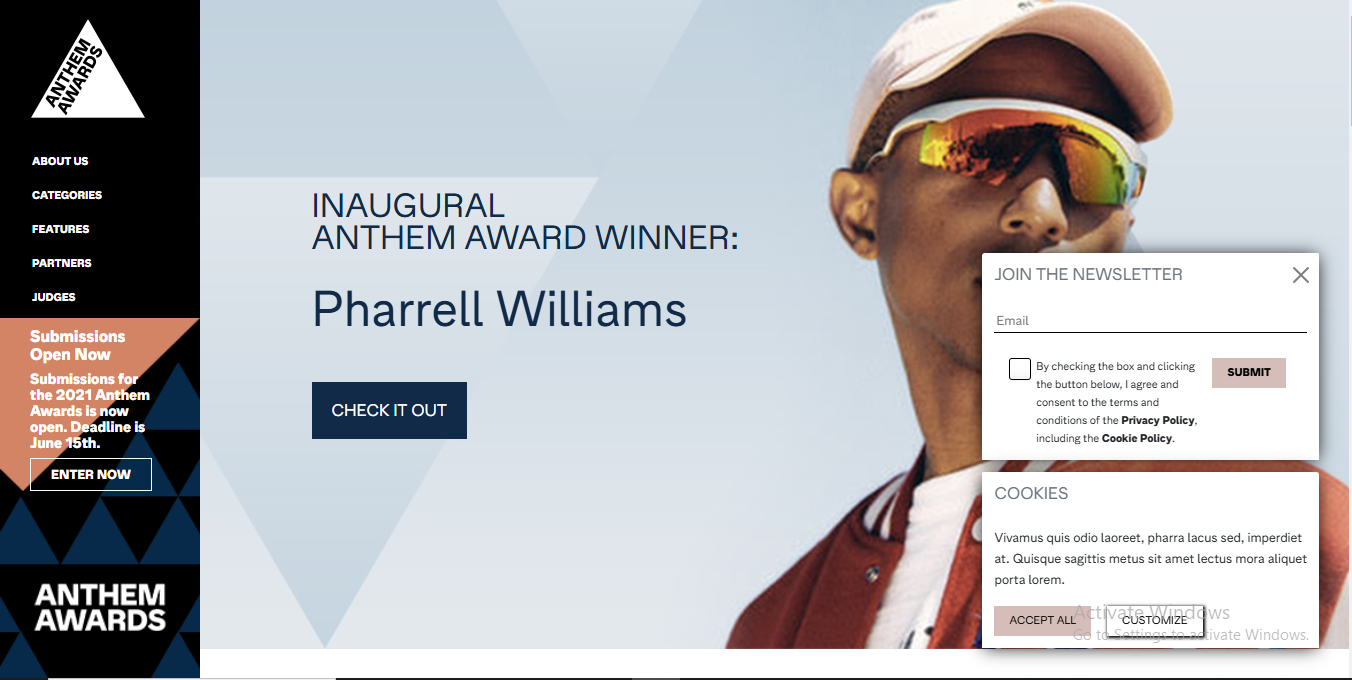 ANTHEM
AWARDS
ABOUT US
CATEGORIES
FEATURES
PARTNERS
JUDGES
Submissions
Open Now
Submissions for
the 2021 Anthem
Awards is now
open. Deadline is
June 15th.
ENTER NOW
ANTHEM
AWARDS
INAUGURAL
ANTHEM AWARD WINNER:
Pharrell Williams
CHECK IT OUT
JOIN THE NEWSLETTER
Email
By checking the box and clicking
the button below, I agree and
consent to the terms and
conditions of the Privacy Policy,
including the Cookie Policy.
SUBMIT
COOKIES
Vivamus quis odio laoreet, pharra lacus sed, imperdiet
at. Quisque sagittis metus sit amet lectus mora aliquet
porta lorem.
ACCEPT ALL
CUSTOMIZE
Activate Windows
Go to Settings to activate Windows.